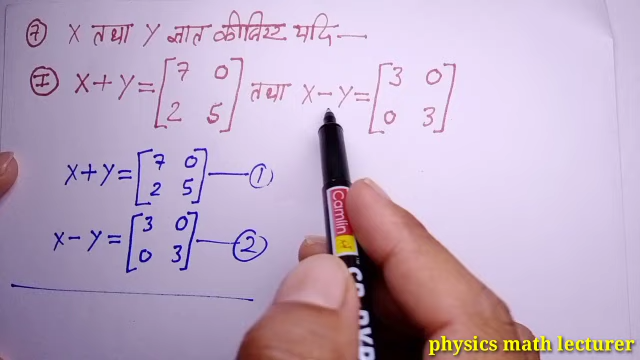 ⑦ X तथा Y ज्ञात कीजिए यदि —
Ⓘ X + Y = [7 0 तथा X - Y = [3 0
2 5] 0 3]
X + Y = [7 0
2 5] — ①
X - Y = [3 0
0 3] — ②
Camlin
physics math lecturer